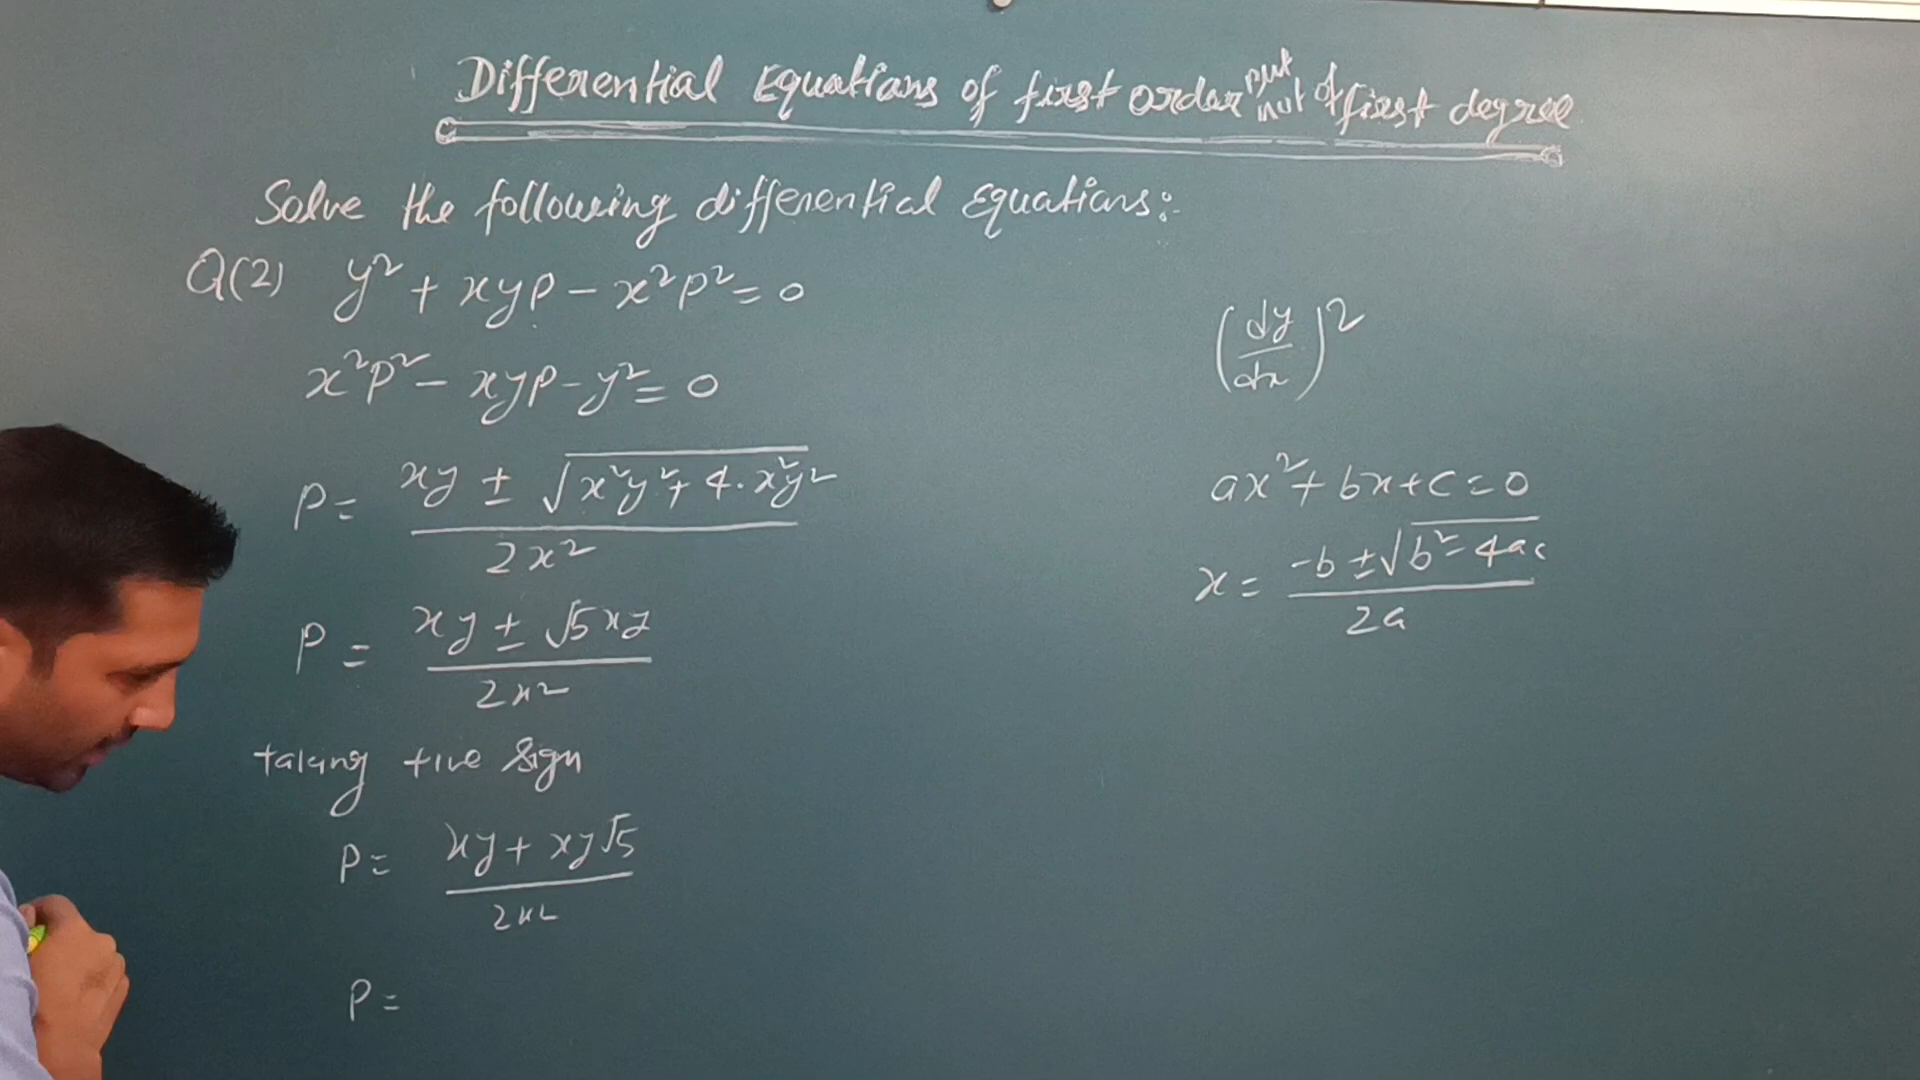 Differential Equations of first order but not of first degree
Solve the following differential Equations:-
Q(2) y² + xyp - x²p² = 0
x²p² - xyp - y² = 0
p = xy ± √x²y² + 4·x²y² / 2x²
p = xy ± √5xy / 2x²
taking +ive sign
p = xy + xy√5 / 2x²
p =
(dy/dx)²
ax² + bx + c = 0
x = -b ± √b² - 4ac / 2a